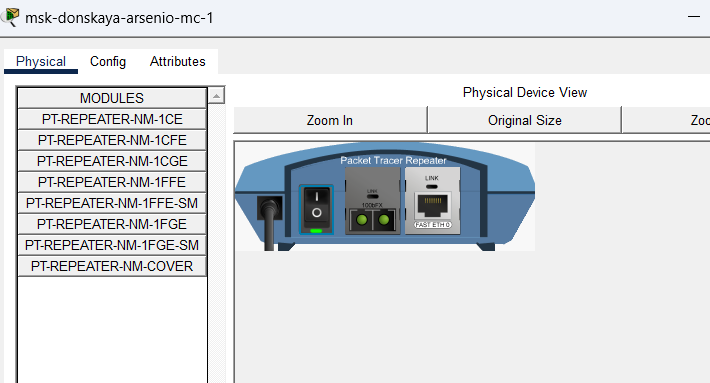 msk-donskaya-arsenio-mc-1
Physical Config Attributes
MODULES
PT-REPEATER-NM-1CE
PT-REPEATER-NM-1CFE
PT-REPEATER-NM-1CGE
PT-REPEATER-NM-1FFE
PT-REPEATER-NM-1FFE-SM
PT-REPEATER-NM-1FGE
PT-REPEATER-NM-1FGE-SM
PT-REPEATER-NM-COVER
Physical Device View
Zoom In Original Size Zoo
Packet Tracer Repeater
LINK
100bFX
LINK
FAST ETH 0